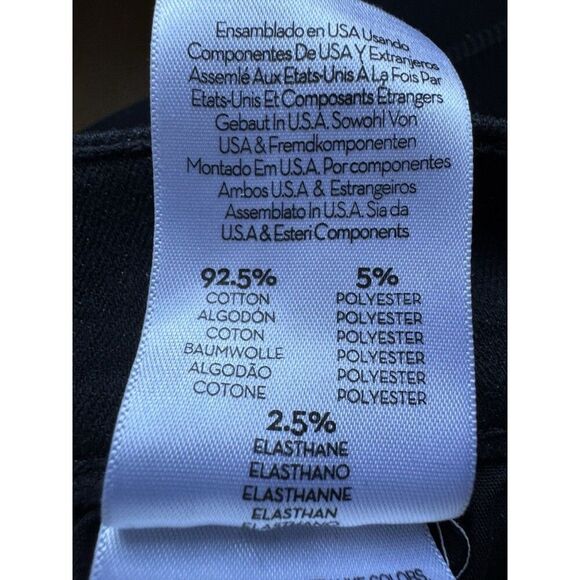 Ensamblado en USA Usando
Componentes De USA Y Extranjeros
Assemlé Aux Etats-Unis A La Fois Par
Etats-Unis Et Composants Etrangers
Gebaut In U.S.A. Sowohl Von
USA & Fremdkomponenten
Montado Em U.S.A. Por componentes
Ambos U.S.A & Estrangeiros
Assemblato In U.S.A. Sia da
U.S.A & Esteri Components
92.5% 5%
COTTON POLYESTER
ALGODÓN POLYESTER
COTON POLYESTER
BAUMWOLLE POLYESTER
ALGODÃO POLYESTER
COTONE POLYESTER
2.5%
ELASTHANE
ELASTHANO
ELASTHANNE
ELASTHAN
ELASTHANO
COLORS